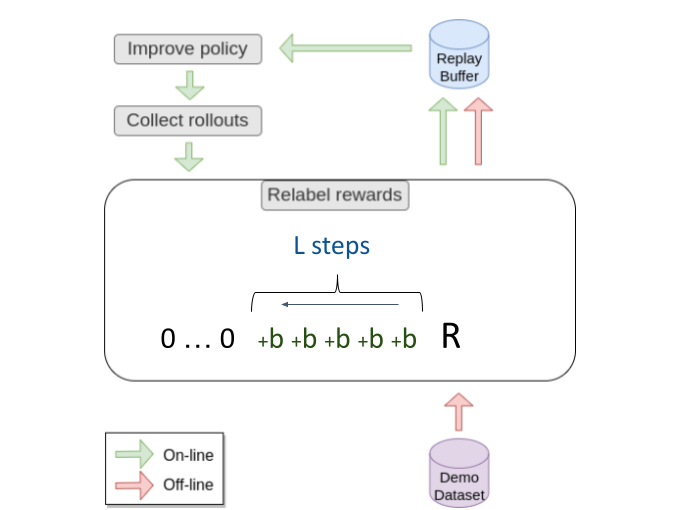 Improve policy
Replay
Buffer
Collect rollouts
Relabel rewards
L steps
0 ... 0 +b +b +b +b +b R
On-line
Off-line
Demo
Dataset